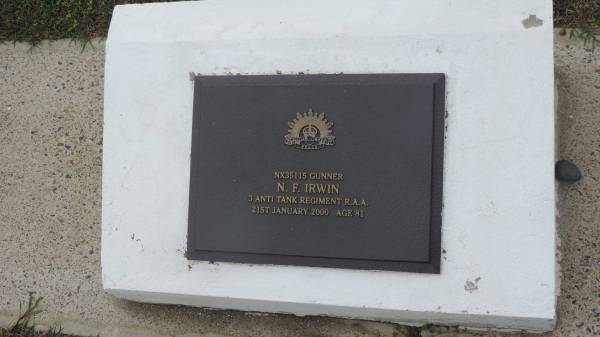 NX35115 GUNNER
N. F. IRWIN
3 ANTI TANK REGIMENT R.A.A.
21ST JANUARY 2000 AGE 81